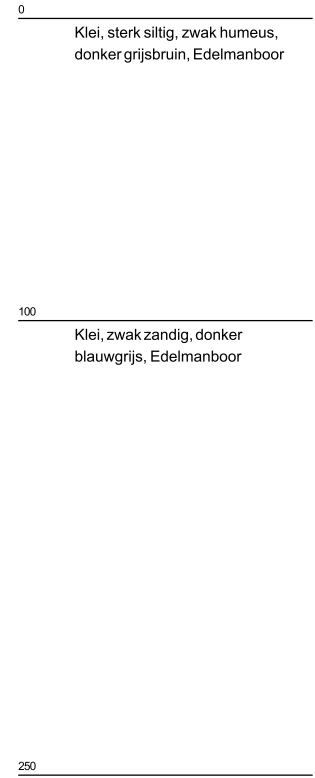 0
Klei, sterk siltig, zwak humeus,
donker grijsbruin, Edelmanboor
100
Klei, zwak zandig, donker
blauwgrijs, Edelmanboor
250